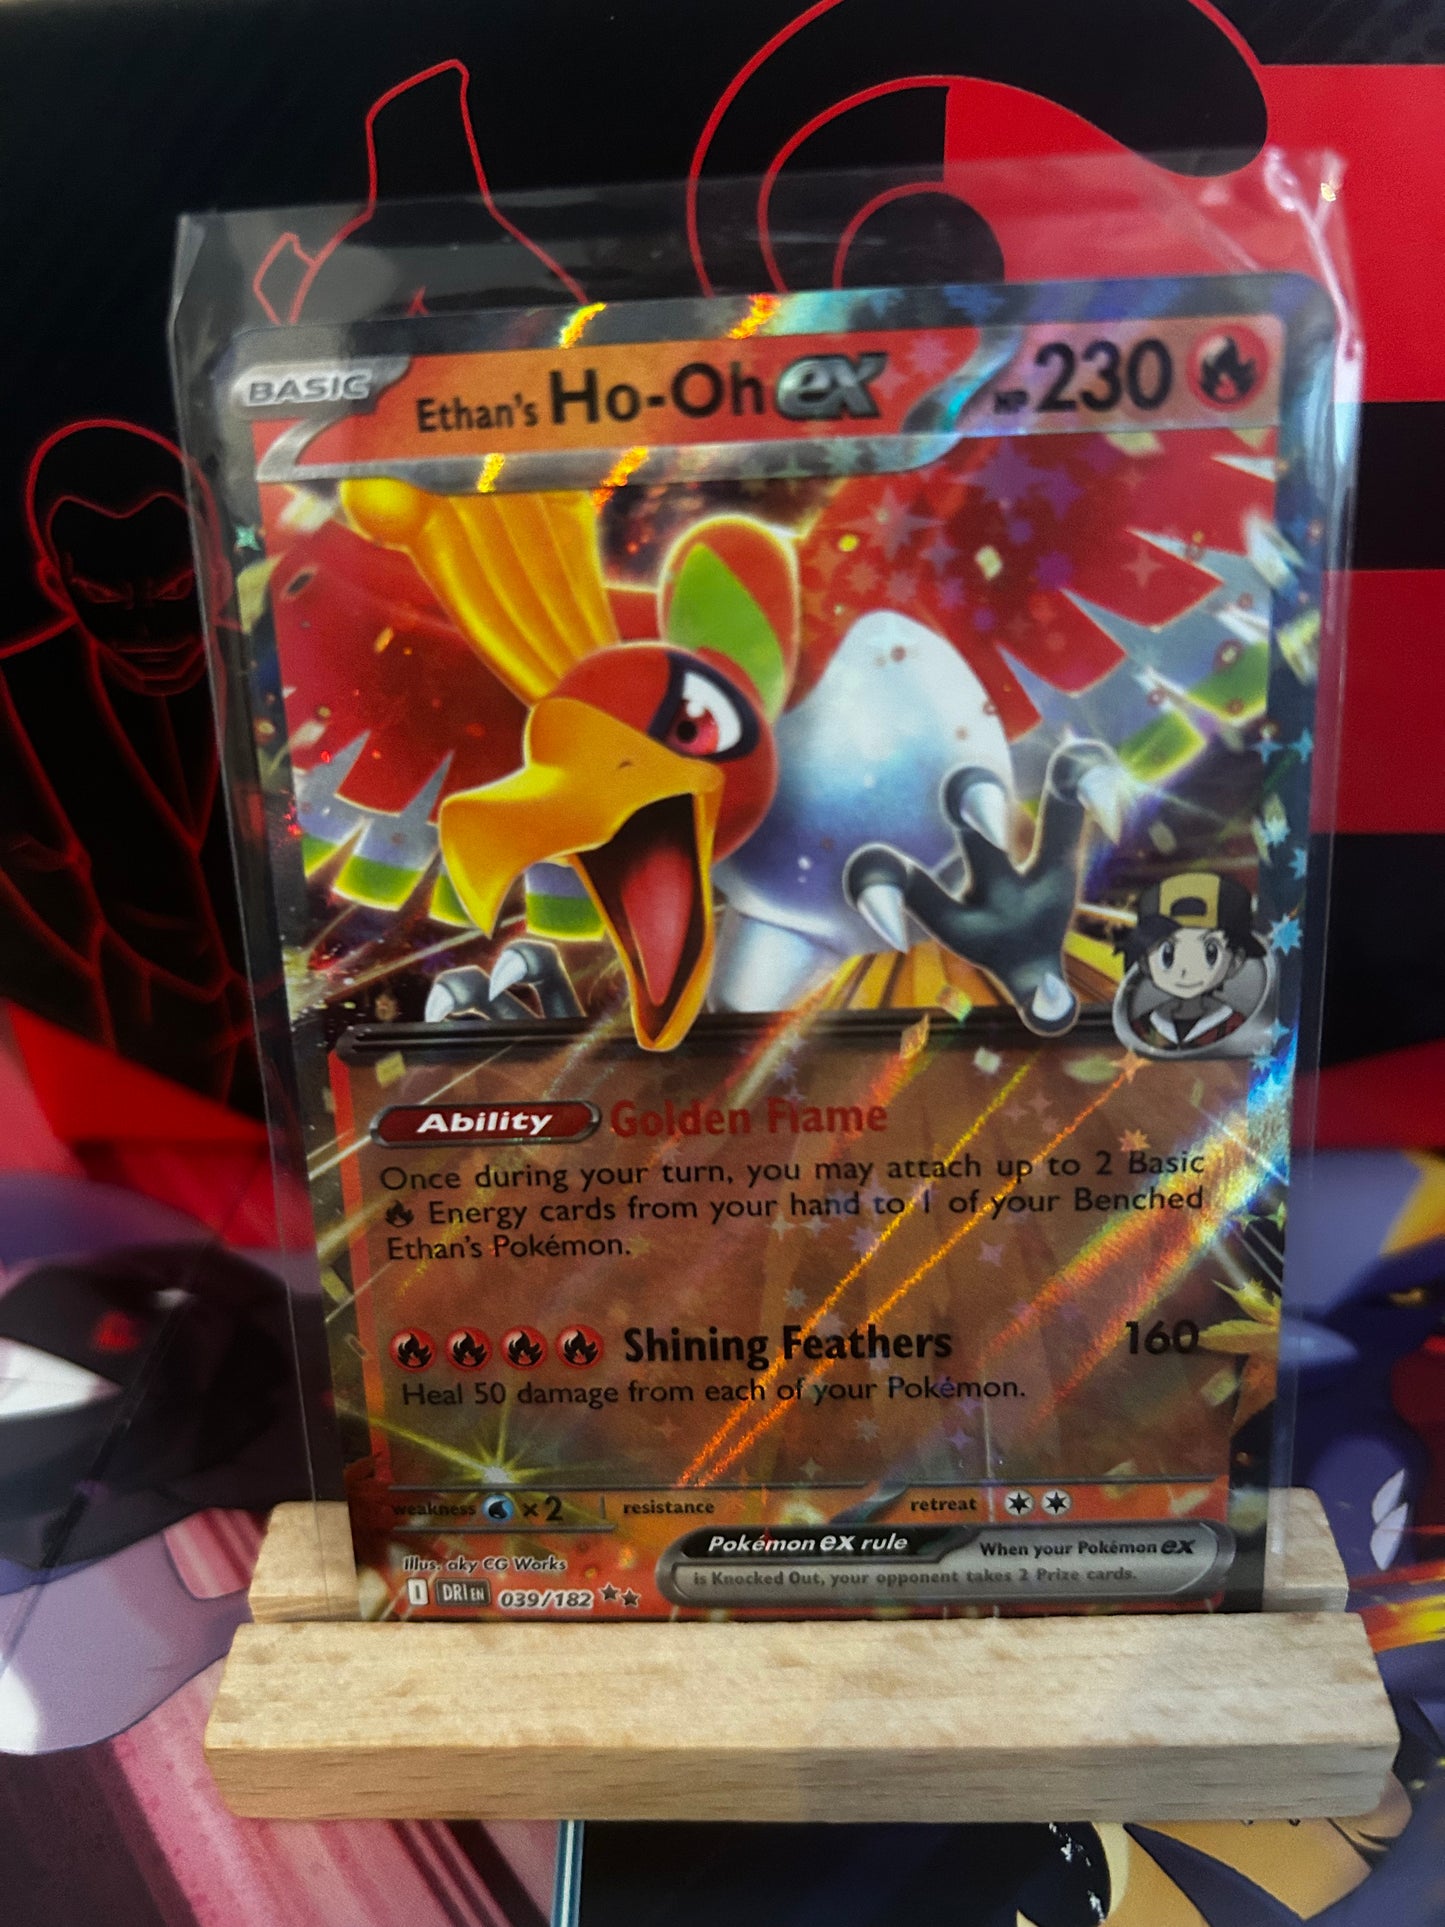 BASIC Ethan's Ho-Oh ex HP 230
Ability Golden Flame
Once during your turn, you may attach up to 2 Basic
Energy cards from your hand to 1 of your Benched
Ethan's Pokémon.
Shining Feathers 160
Heal 50 damage from each of your Pokémon.
weakness ×2 resistance retreat
Pokémon ex rule When your Pokémon ex
is Knocked Out, your opponent takes 2 Prize cards.
Illus. aky CG Works
I DRI EN 039/182